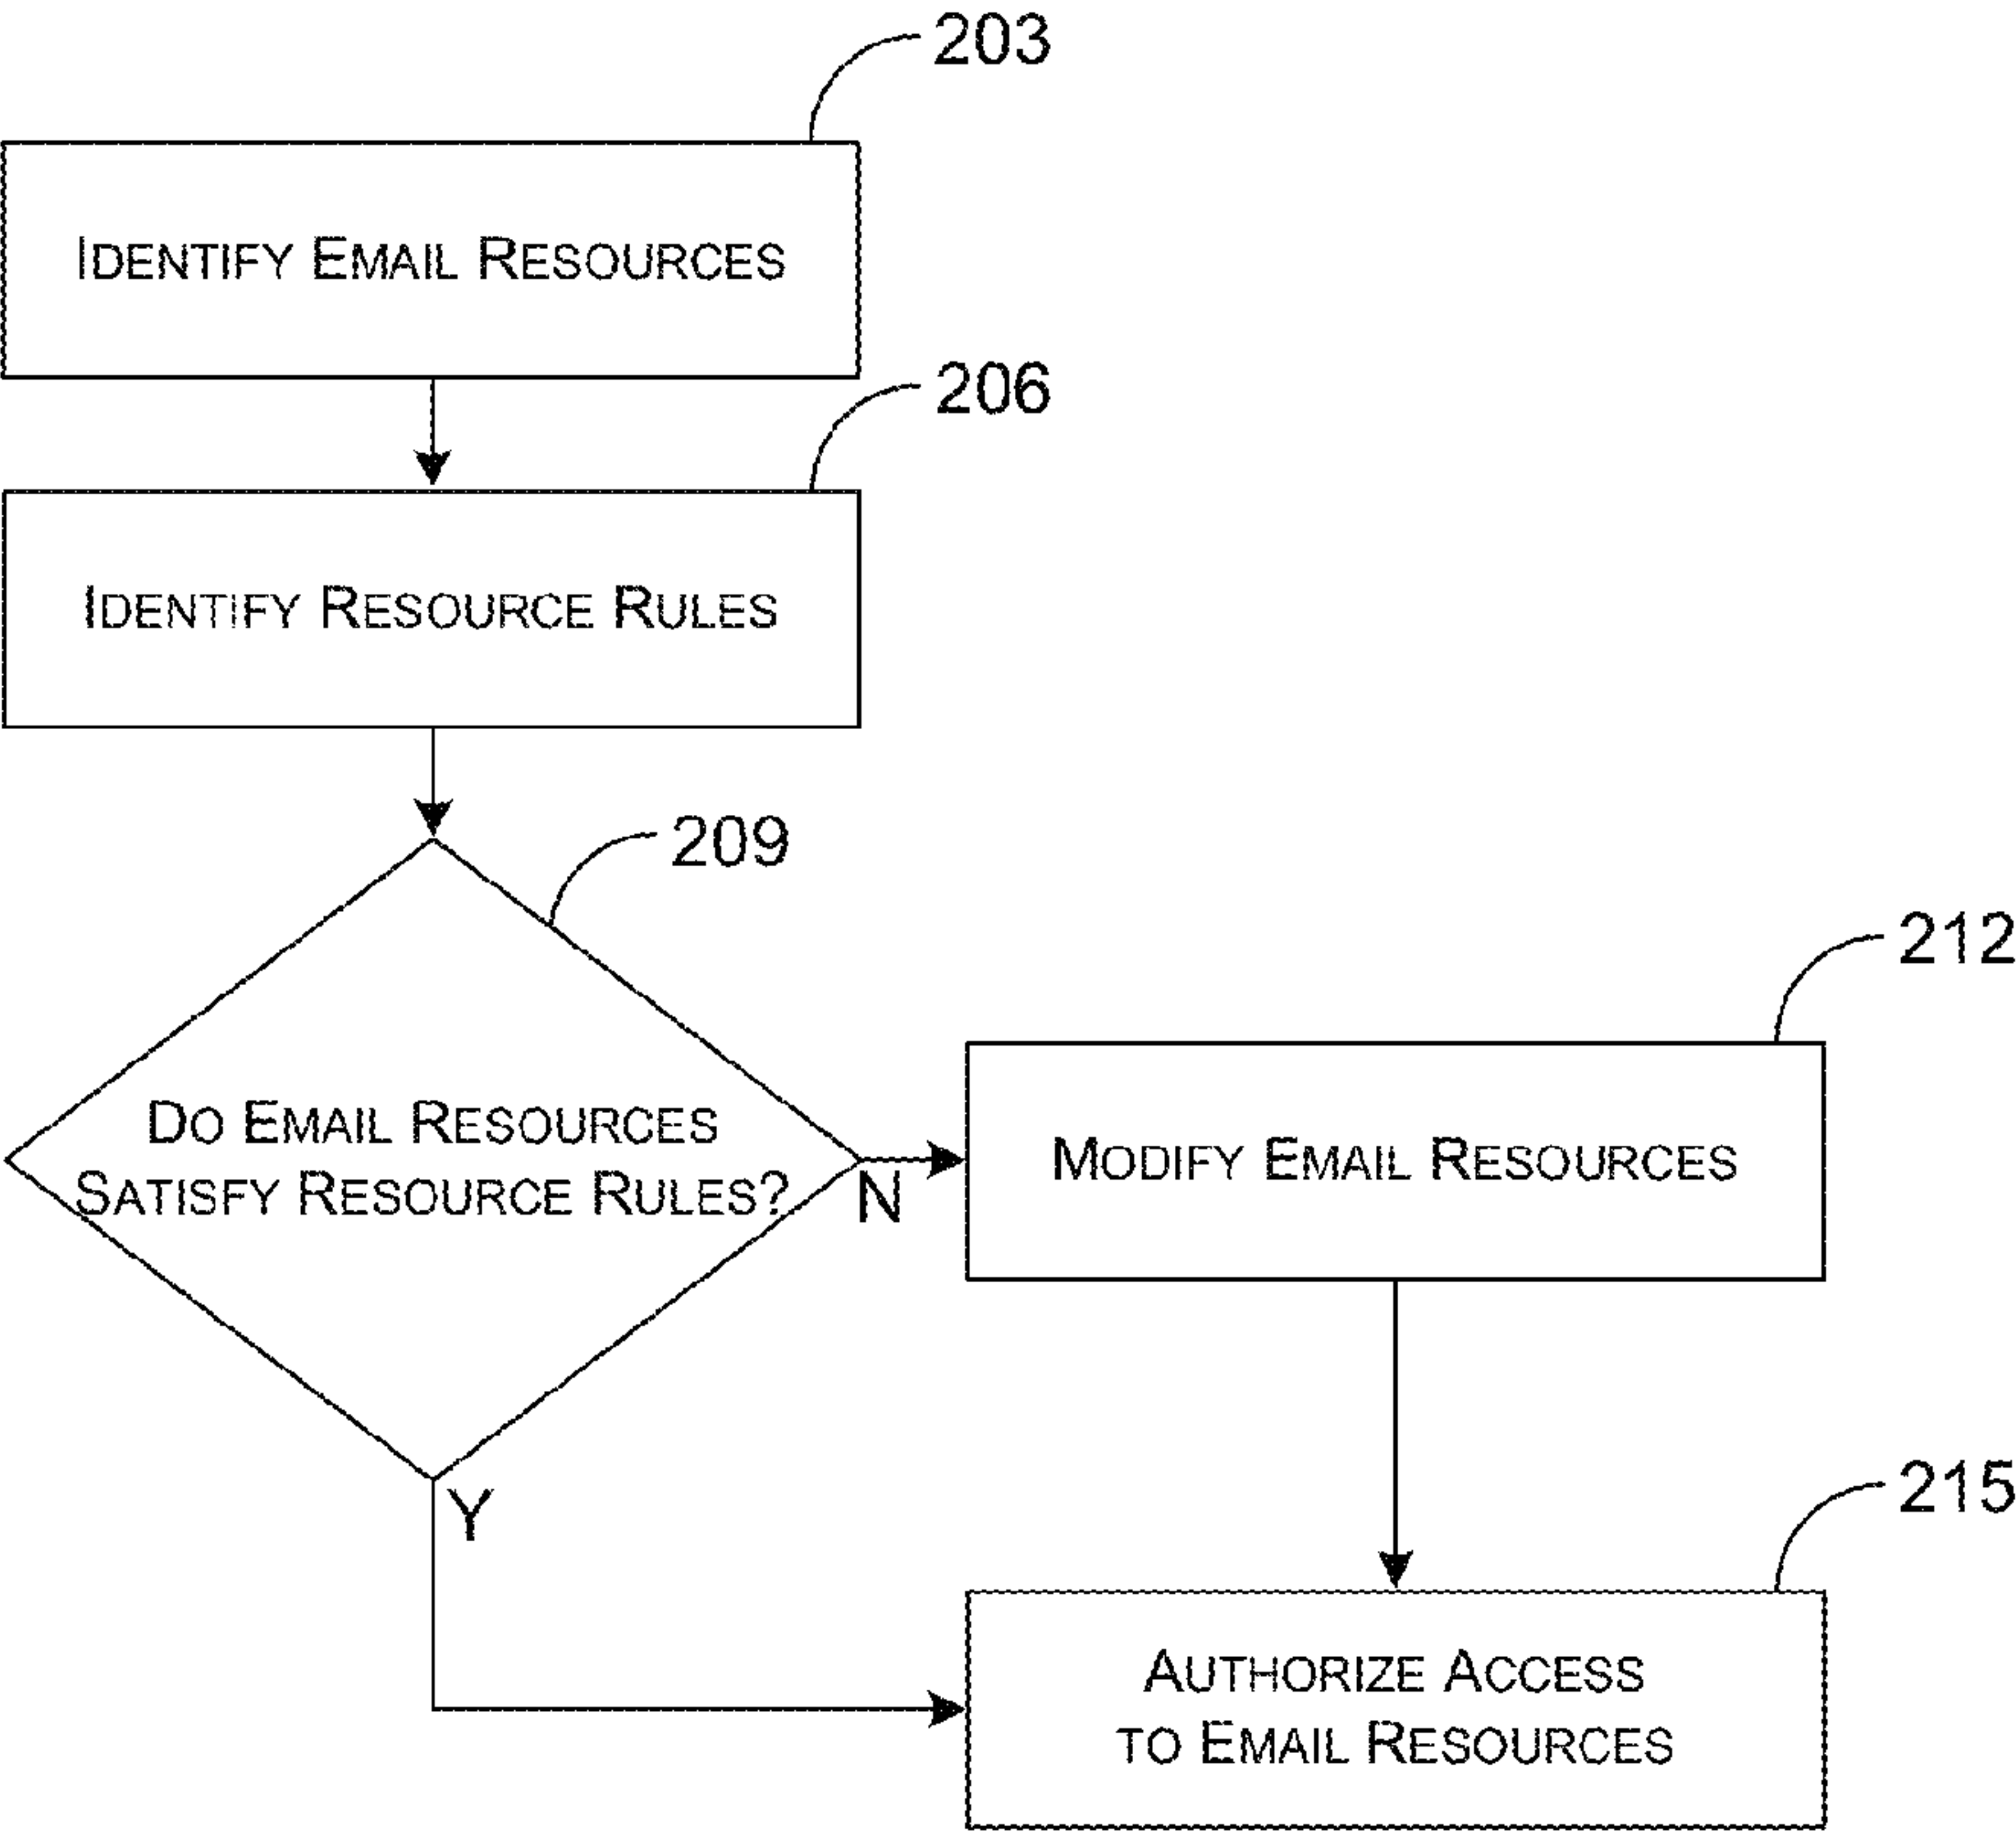 203
IDENTIFY EMAIL RESOURCES
206
IDENTIFY RESOURCE RULES
209
DO EMAIL RESOURCES
SATISFY RESOURCE RULES?
N
212
MODIFY EMAIL RESOURCES
Y
215
AUTHORIZE ACCESS
TO EMAIL RESOURCES